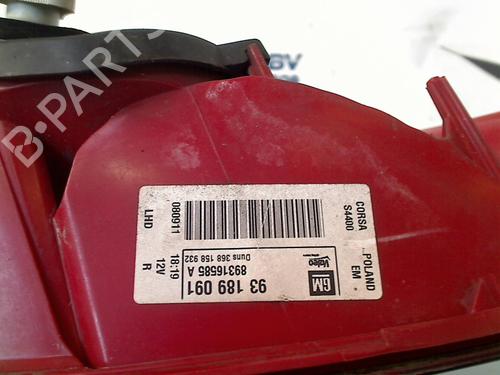 CORSA
S4400
POLAND
EM
080911
LHD
18:19
12V
R
Duns 368 158 932
89316585 A
93 189 091
Valeo
GM
B-PARTS
BV